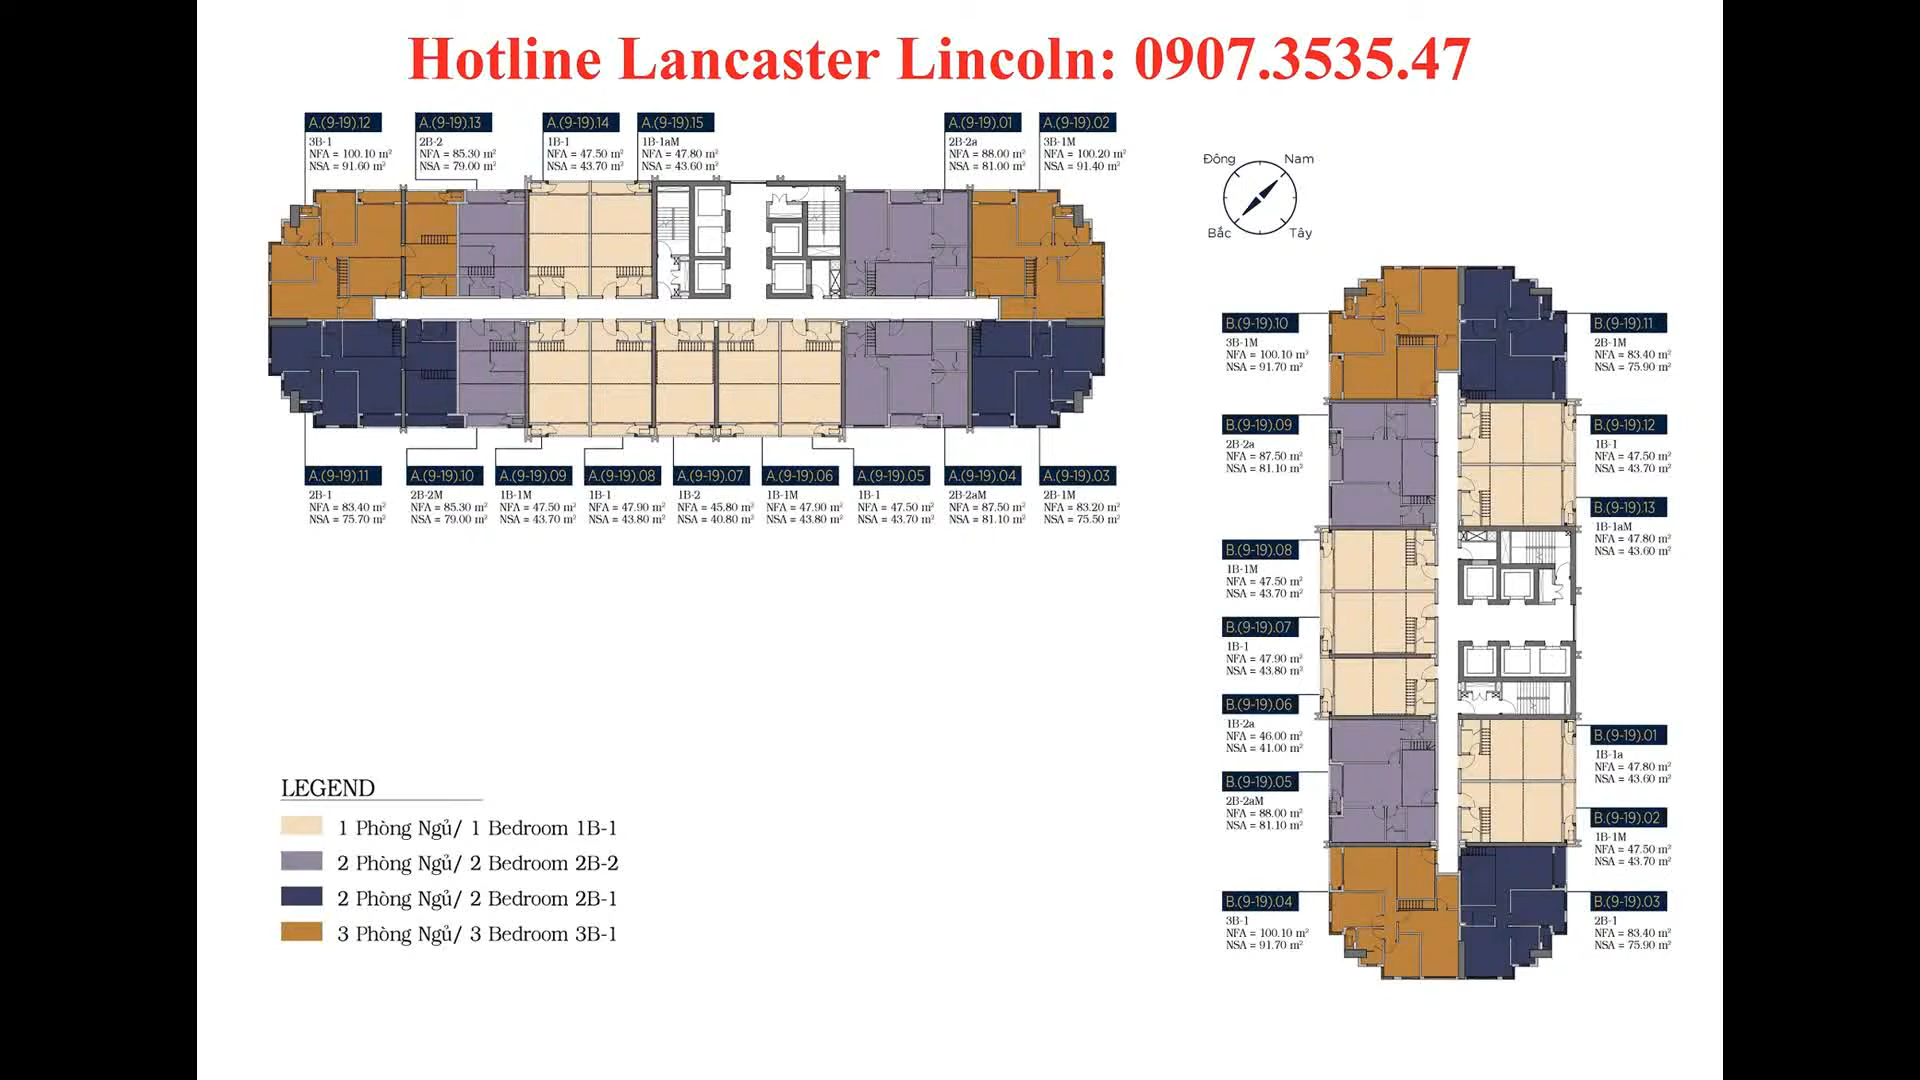 Hotline Lancaster Lincoln: 0907.3535.47
A.(9-19).12
3B-1
NFA = 100.10 m²
NSA = 91.60 m²
A.(9-19).13
2B-2
NFA = 85.30 m²
NSA = 79.00 m²
A.(9-19).14
1B-1
NFA = 47.50 m²
NSA = 43.70 m²
A.(9-19).15
1B-1aM
NFA = 47.80 m²
NSA = 43.60 m²
A.(9-19).01
2B-2a
NFA = 88.00 m²
NSA = 81.00 m²
A.(9-19).02
3B-1M
NFA = 100.20 m²
NSA = 91.40 m²
Đông
Nam
Bắc
Tây
A.(9-19).11
2B-1
NFA = 83.40 m²
NSA = 75.70 m²
A.(9-19).10
2B-2M
NFA = 85.30 m²
NSA = 79.00 m²
A.(9-19).09
1B-1M
NFA = 47.50 m²
NSA = 43.70 m²
A.(9-19).08
1B-1
NFA = 47.90 m²
NSA = 43.80 m²
A.(9-19).07
1B-2
NFA = 45.80 m²
NSA = 40.80 m²
A.(9-19).06
1B-1M
NFA = 47.90 m²
NSA = 43.80 m²
A.(9-19).05
1B-1
NFA = 47.50 m²
NSA = 43.70 m²
A.(9-19).04
2B-2aM
NFA = 87.50 m²
NSA = 81.10 m²
A.(9-19).03
2B-1M
NFA = 83.20 m²
NSA = 75.50 m²
B.(9-19).10
3B-1M
NFA = 100.10 m²
NSA = 91.70 m²
B.(9-19).11
2B-1M
NFA = 83.40 m²
NSA = 75.90 m²
B.(9-19).09
2B-2a
NFA = 87.50 m²
NSA = 81.10 m²
B.(9-19).12
1B-1
NFA = 47.50 m²
NSA = 43.70 m²
B.(9-19).13
1B-1aM
NFA = 47.80 m²
NSA = 43.60 m²
B.(9-19).08
1B-1M
NFA = 47.50 m²
NSA = 43.70 m²
B.(9-19).07
1B-1
NFA = 47.90 m²
NSA = 43.80 m²
B.(9-19).06
1B-2a
NFA = 46.00 m²
NSA = 41.00 m²
B.(9-19).01
1B-1a
NFA = 47.80 m²
NSA = 43.60 m²
B.(9-19).05
2B-2aM
NFA = 88.00 m²
NSA = 81.10 m²
B.(9-19).02
1B-1M
NFA = 47.50 m²
NSA = 43.70 m²
B.(9-19).04
3B-1
NFA = 100.10 m²
NSA = 91.70 m²
B.(9-19).03
2B-1
NFA = 83.40 m²
NSA = 75.90 m²
LEGEND
1 Phòng Ngủ/ 1 Bedroom 1B-1
2 Phòng Ngủ/ 2 Bedroom 2B-2
2 Phòng Ngủ/ 2 Bedroom 2B-1
3 Phòng Ngủ/ 3 Bedroom 3B-1